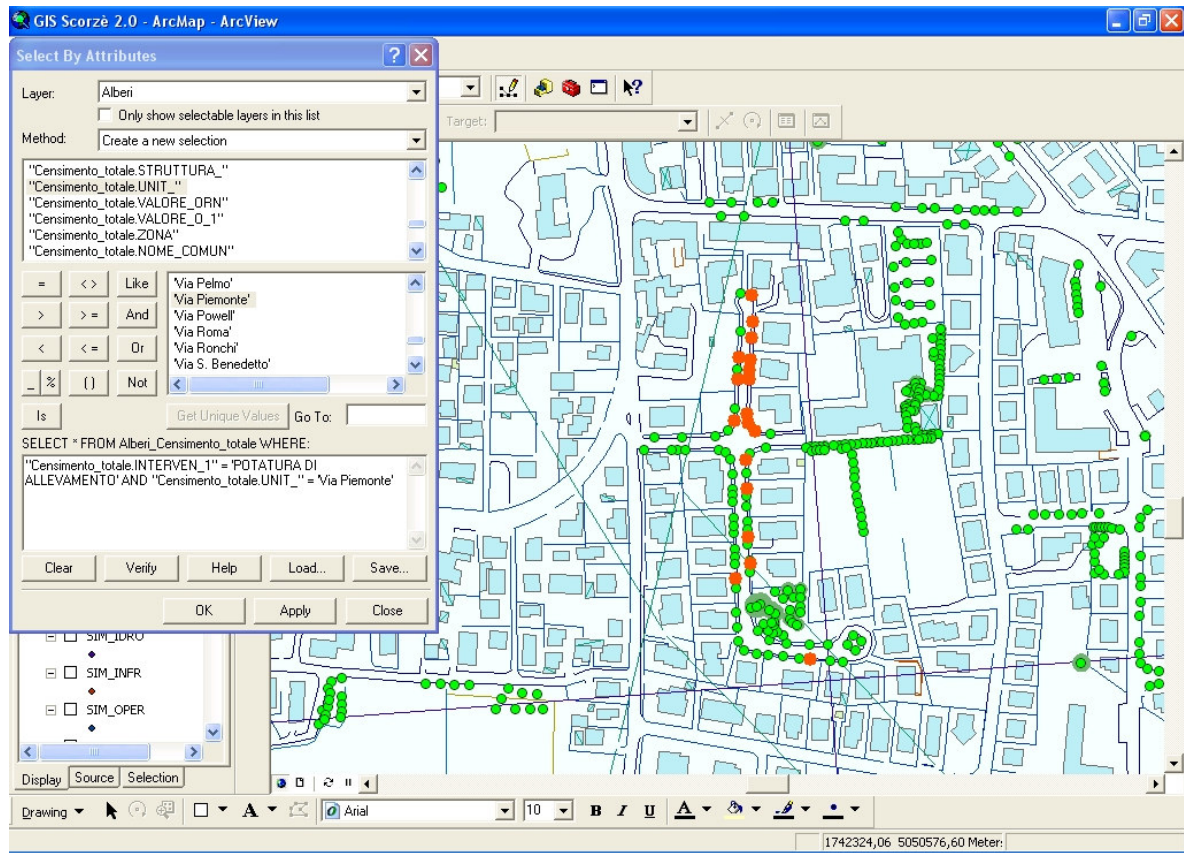 GIS Scorzè 2.0 - ArcMap - ArcView
Select By Attributes
Layer: Alberi
Only show selectable layers in this list
Method: Create a new selection
"Censimento_totale.STRUTTURA_"
"Censimento_totale.UNIT_"
"Censimento_totale.VALORE_ORN"
"Censimento_totale.VALORE_O_1"
"Censimento_totale.ZONA"
"Censimento_totale.NOME_COMUN"
= < > Like
> > = And
< < = Or
_ % ( ) Not
Is
'Via Pelmo'
'Via Piemonte'
'Via Powell'
'Via Roma'
'Via Ronchi'
'Via S. Benedetto'
Get Unique Values Go To:
SELECT * FROM Alberi_Censimento_totale WHERE:
"Censimento_totale.INTERVEN_1" = 'POTATURA DI
ALLEVAMENTO' AND "Censimento_totale.UNIT_" = 'Via Piemonte'
Clear Verify Help Load... Save...
OK Apply Close
Target:
SIM_IDRO
SIM_INFR
SIM_OPER
Display Source Selection
Drawing A Arial 10 B I U A
1742324,06 5050576,60 Meter: